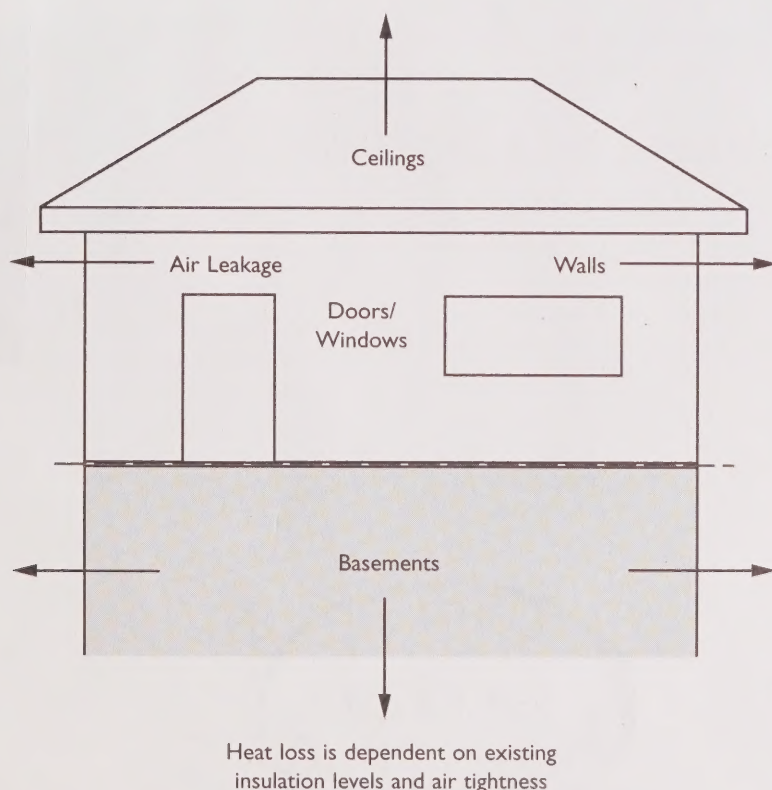 Ceilings
Air Leakage
Walls
Doors/
Windows
Basements
Heat loss is dependent on existing
insulation levels and air tightness